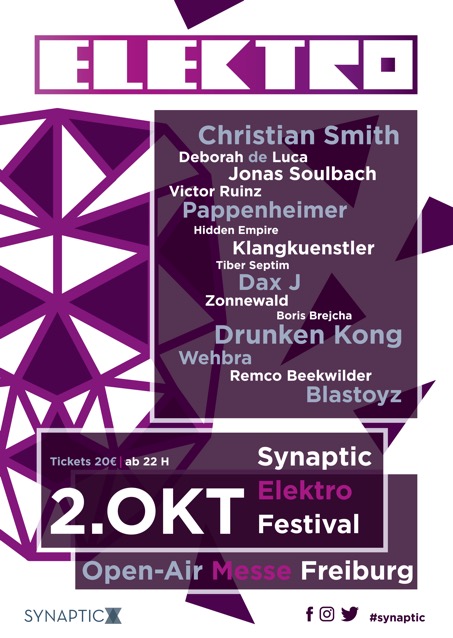 ELEKTRO
Christian Smith
Deborah de Luca
Jonas Soulbach
Victor Ruinz
Pappenheimer
Hidden Empire
Klangkuenstler
Tiber Septim
Dax J
Zonnewald
Boris Brejcha
Drunken Kong
Wehbra
Remco Beekwilder
Blastoyz
Tickets 20€ | ab 22 H
2.OKT
Synaptic
Elektro
Festival
Open-Air Messe Freiburg
SYNAPTIC
#synaptic